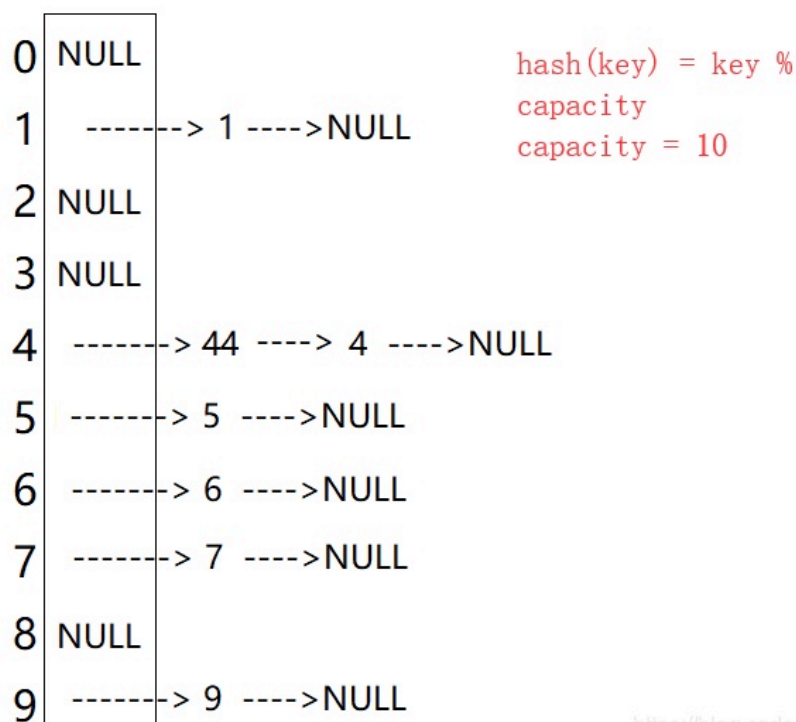 0 NULL
hash(key) = key %
capacity
capacity = 10
1 -------> 1 ---->NULL
2 NULL
3 NULL
4 -------> 44 ----> 4 ---->NULL
5 -------> 5 ---->NULL
6 -------> 6 ---->NULL
7 -------> 7 ---->NULL
8 NULL
9 -------> 9 ---->NULL